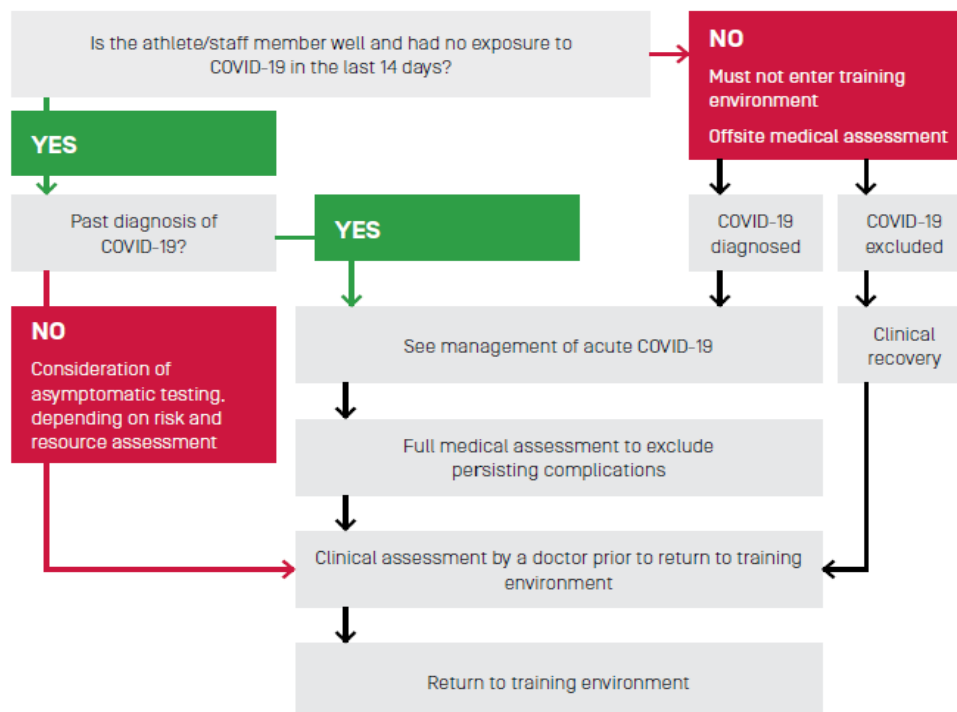 Is the athlete/staff member well and had no exposure to
COVID-19 in the last 14 days?
NO
Must not enter training
environment
Offsite medical assessment
YES
Past diagnosis of
COVID-19?
YES
COVID-19
diagnosed
COVID-19
excluded
NO
Consideration of
asymptomatic testing,
depending on risk and
resource assessment
See management of acute COVID-19
Clinical
recovery
Full medical assessment to exclude
persisting complications
Clinical assessment by a doctor prior to return to training
environment
Return to training environment